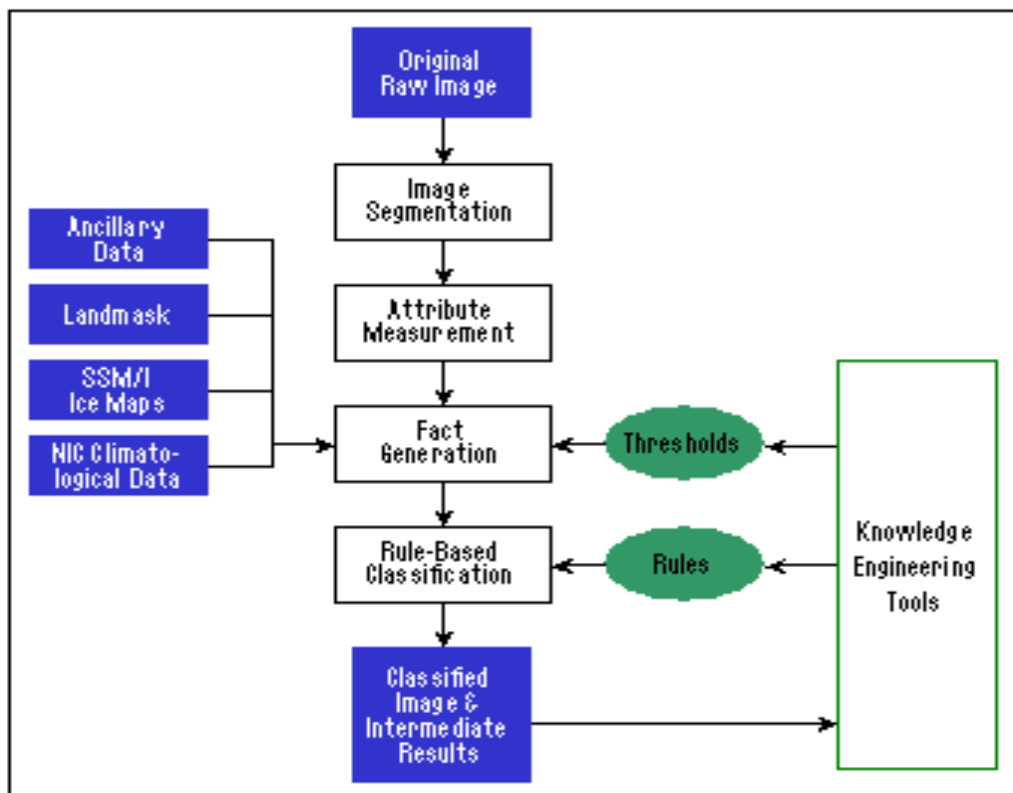 Original
Raw Image
Image
Segmentation
Ancillary
Data
Landmask
SSM/I
Ice Maps
NIC Climato-
logical Data
Attribute
Measurement
Fact
Generation
Thresholds
Rule-Based
Classification
Rules
Knowledge
Engineering
Tools
Classified
Image &
Intermediate
Results